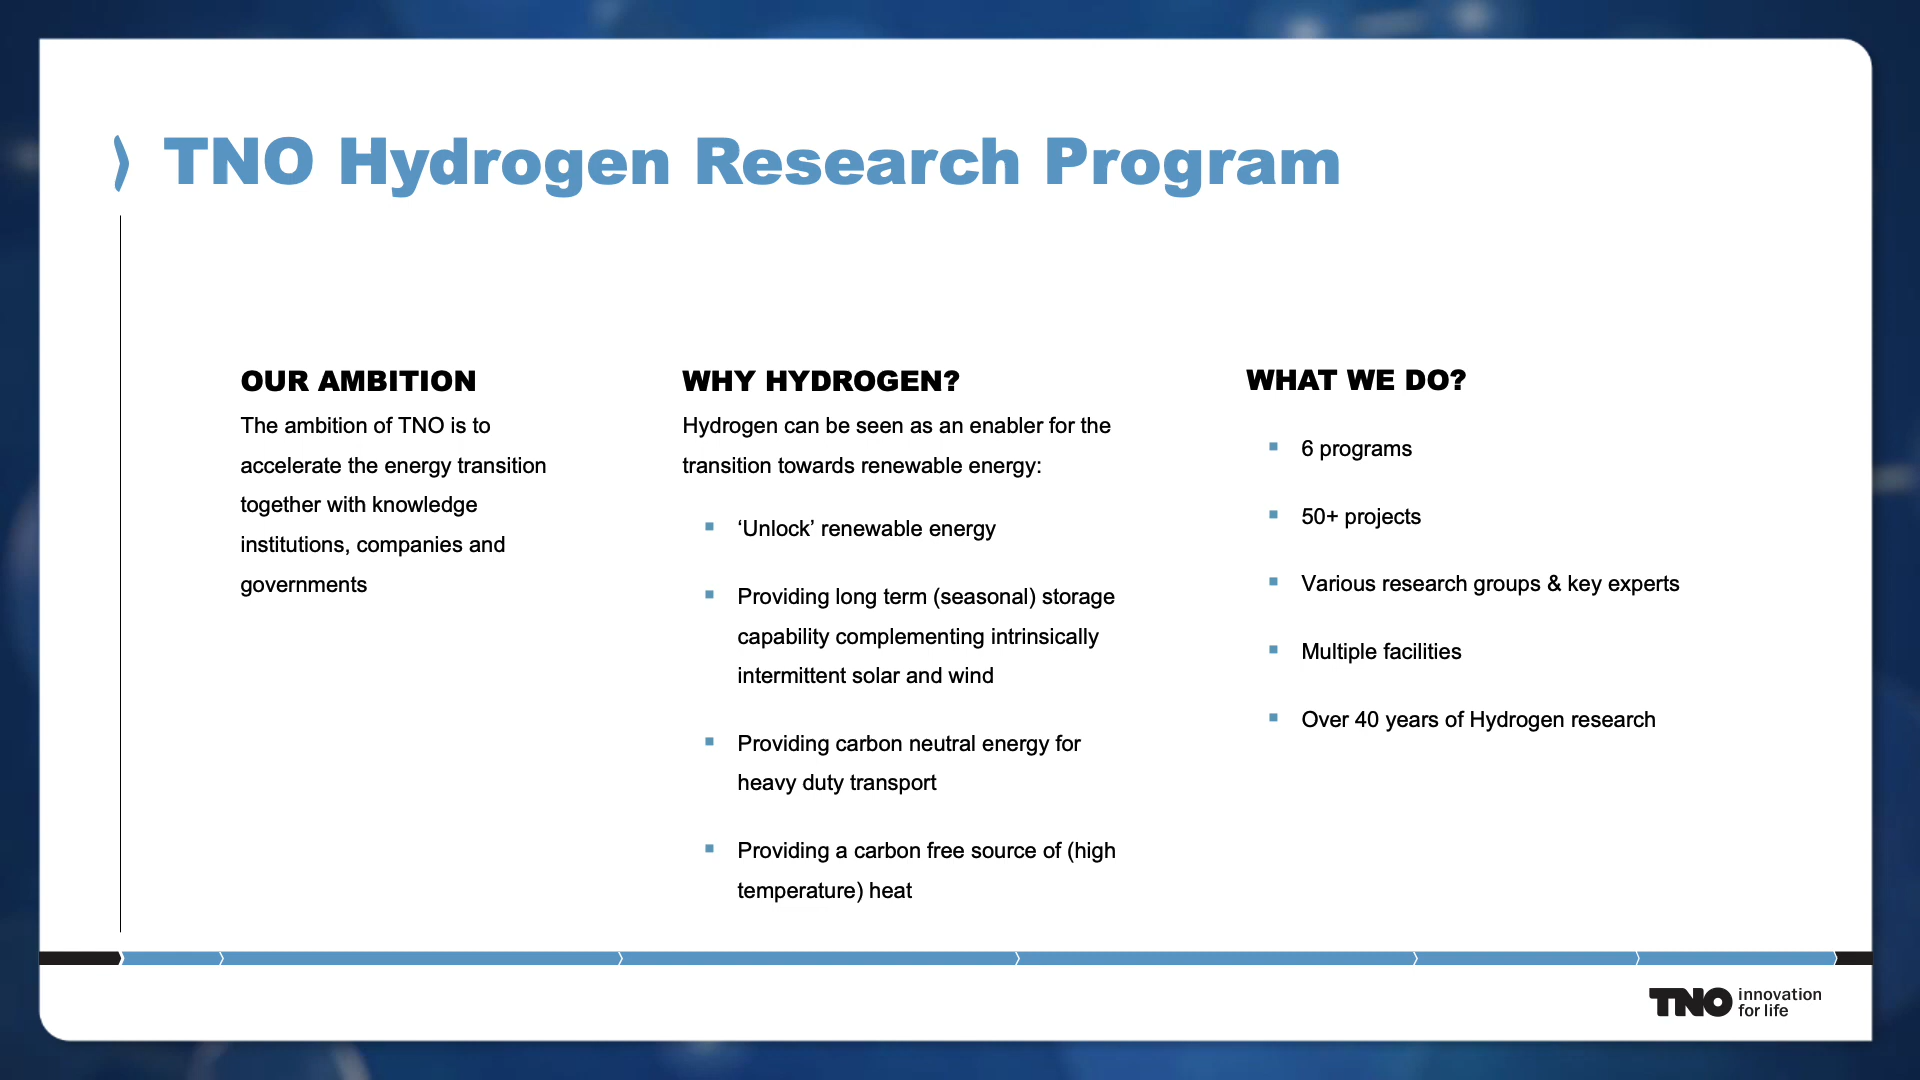 TNO Hydrogen Research Program
OUR AMBITION
The ambition of TNO is to
accelerate the energy transition
together with knowledge
institutions, companies and
governments
WHY HYDROGEN?
Hydrogen can be seen as an enabler for the
transition towards renewable energy:
‘Unlock’ renewable energy
Providing long term (seasonal) storage
capability complementing intrinsically
intermittent solar and wind
Providing carbon neutral energy for
heavy duty transport
Providing a carbon free source of (high
temperature) heat
WHAT WE DO?
6 programs
50+ projects
Various research groups & key experts
Multiple facilities
Over 40 years of Hydrogen research
TNO innovation
for life